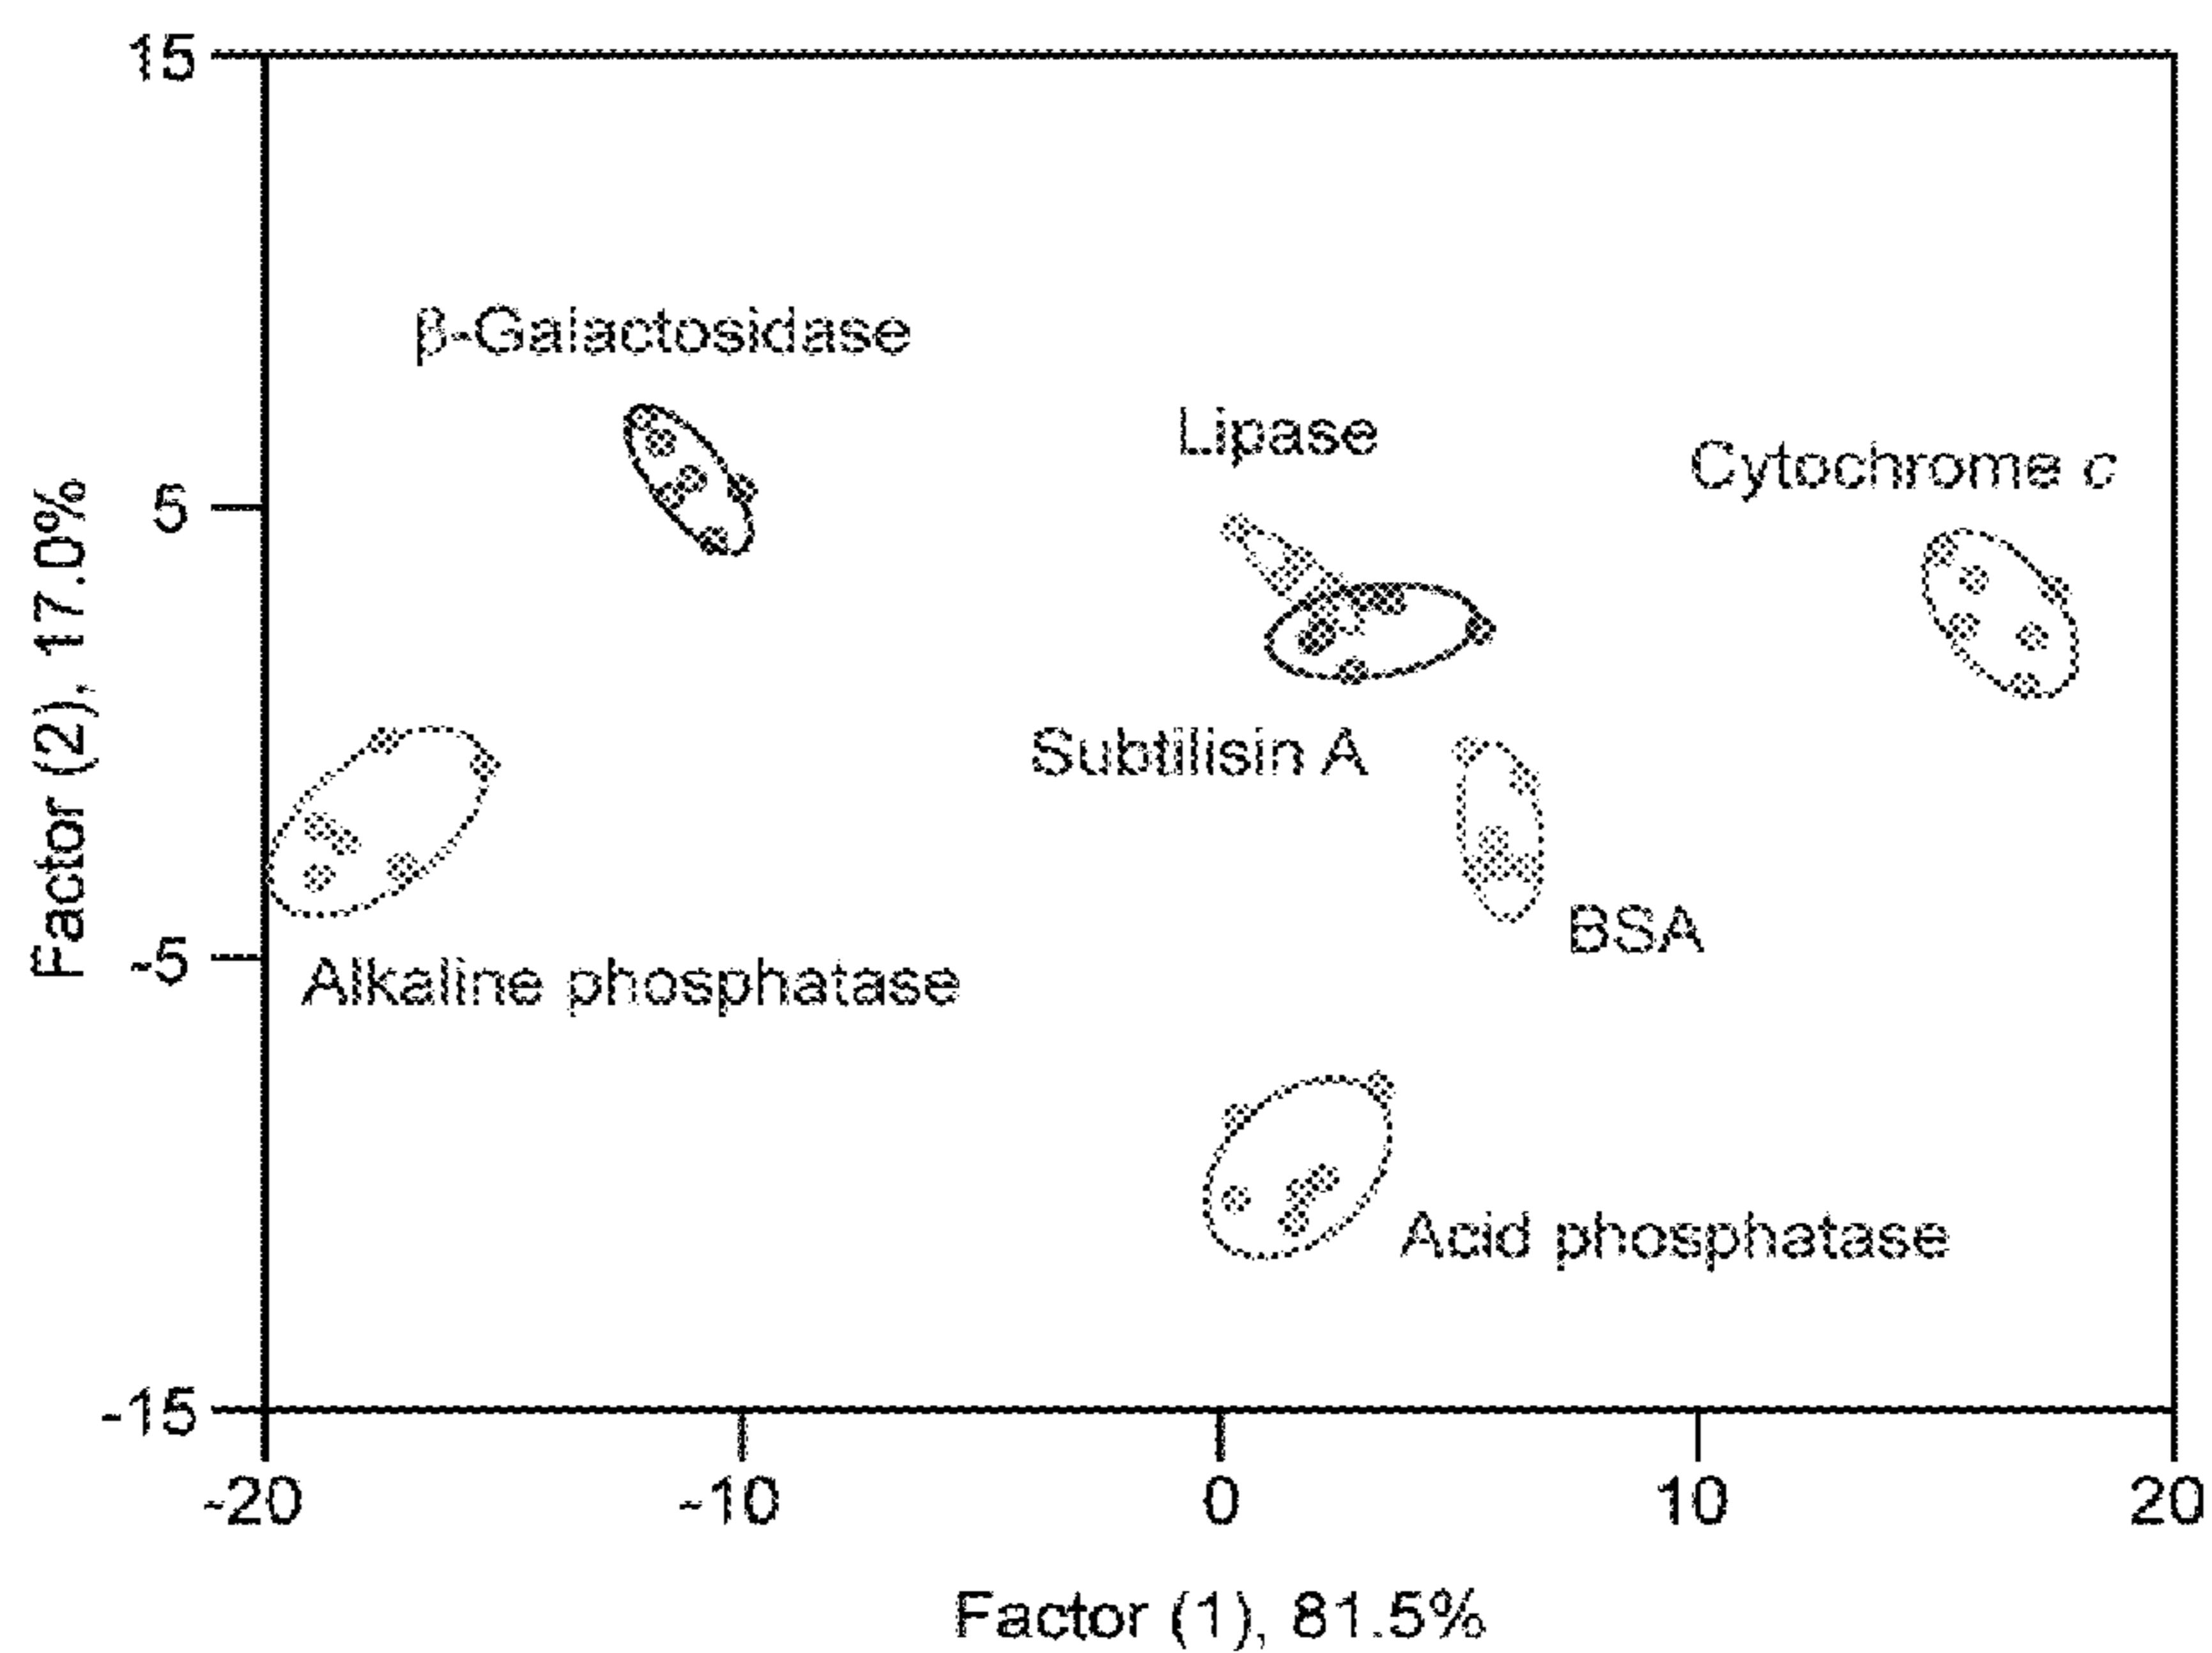 15
β-Galactosidase
Lipase
Cytochrome c
5
Factor (2), 17.0%
Subtilisin A
BSA
-5
Alkaline phosphatase
Acid phosphatase
-15
-20
-10
0
10
20
Factor (1), 81.5%